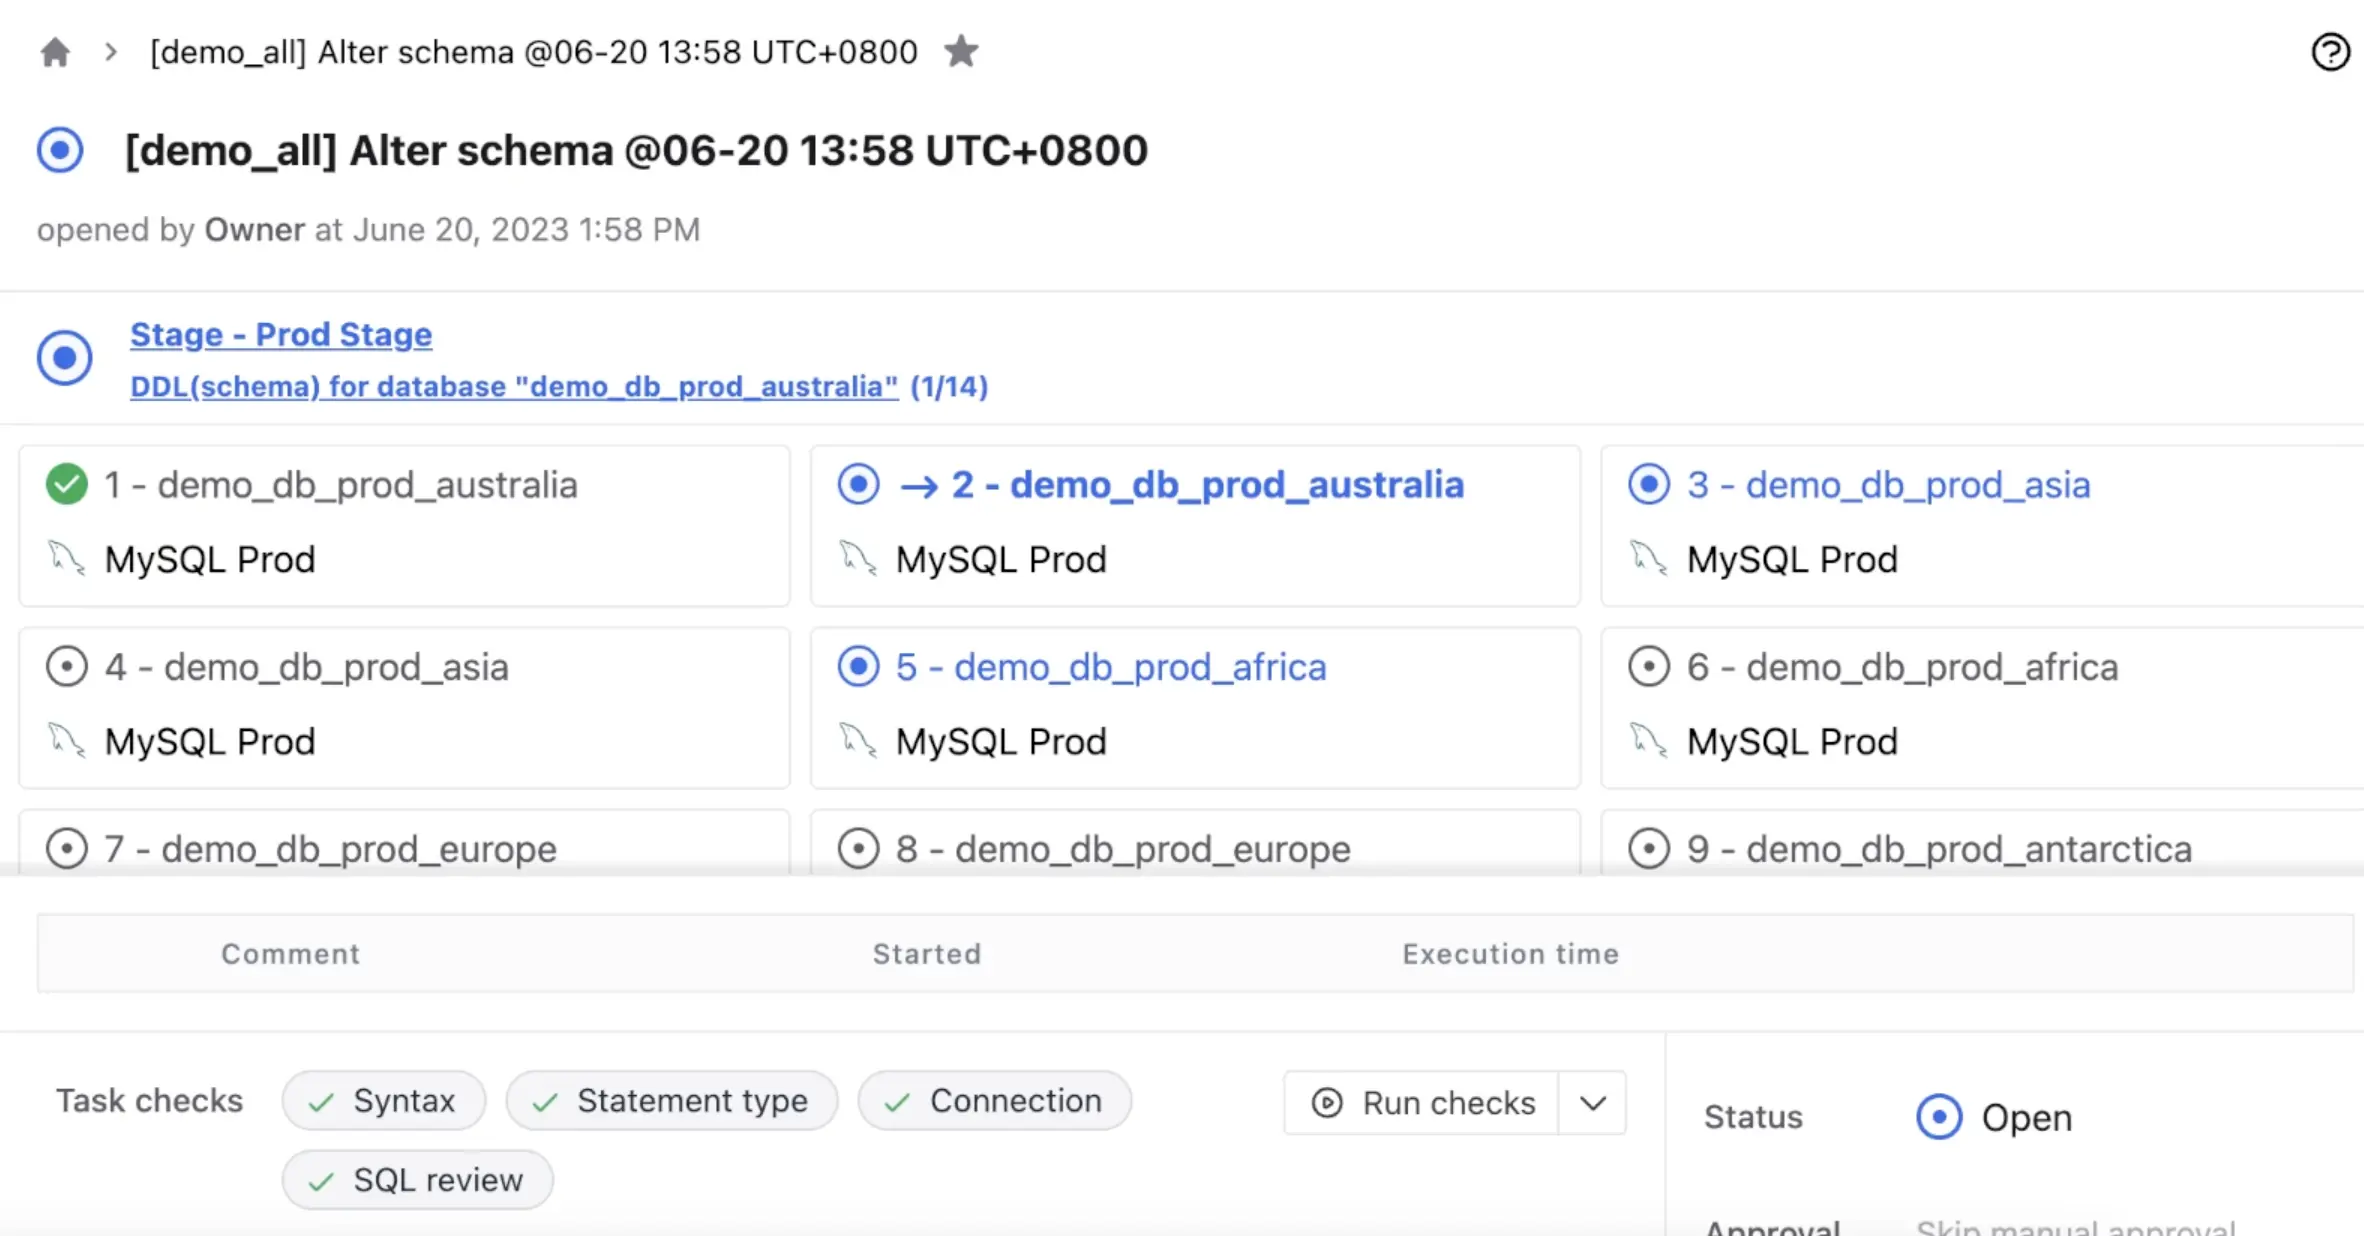 [demo_all] Alter schema @06-20 13:58 UTC+0800
[demo_all] Alter schema @06-20 13:58 UTC+0800
opened by Owner at June 20, 2023 1:58 PM
Stage - Prod Stage
DDL(schema) for database "demo_db_prod_australia" (1/14)
1 - demo_db_prod_australia
MySQL Prod
→ 2 - demo_db_prod_australia
MySQL Prod
3 - demo_db_prod_asia
MySQL Prod
4 - demo_db_prod_asia
MySQL Prod
5 - demo_db_prod_africa
MySQL Prod
6 - demo_db_prod_africa
MySQL Prod
7 - demo_db_prod_europe
8 - demo_db_prod_europe
9 - demo_db_prod_antarctica
Comment Started Execution time
Task checks Syntax Statement type Connection
SQL review
Run checks
Status Open
Approval Skip manual approval